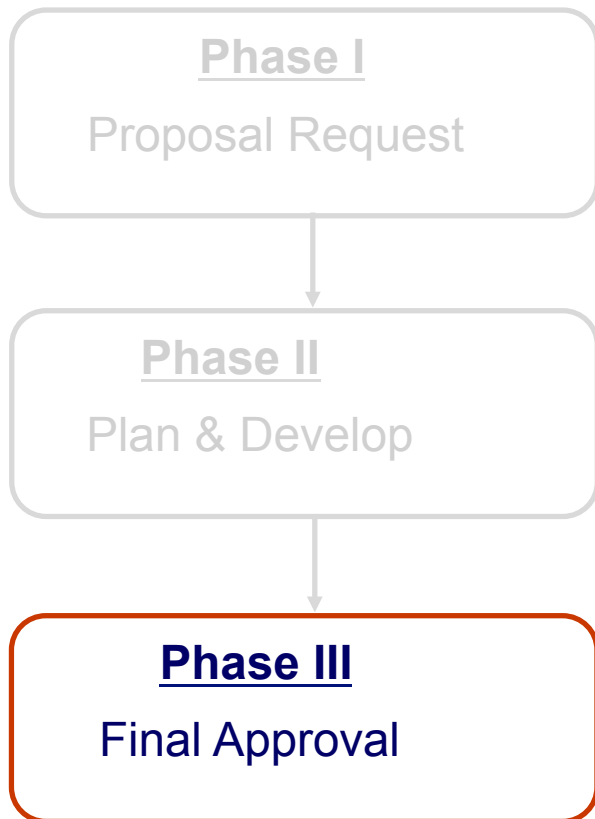 Phase I
Proposal Request
Phase II
Plan & Develop
Phase III
Final Approval